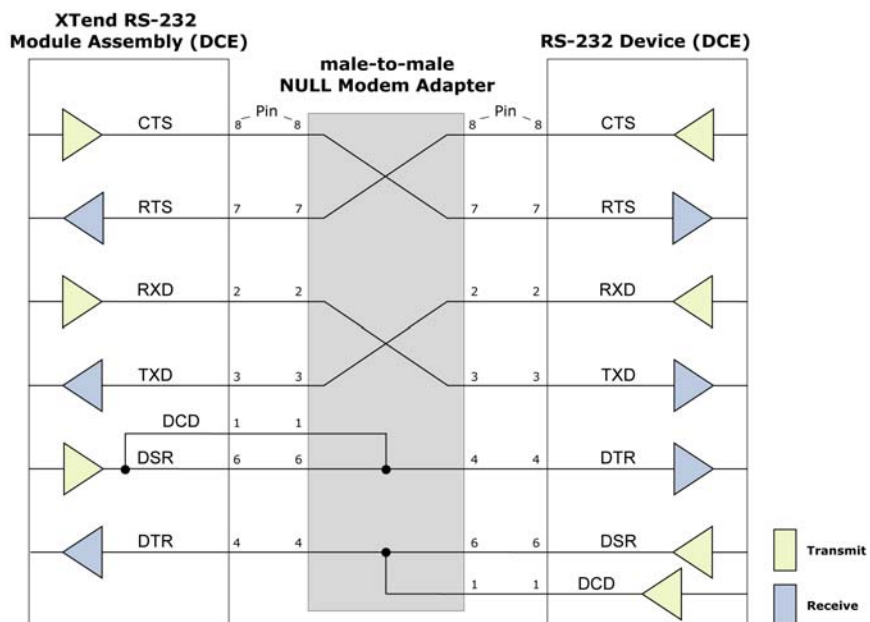 XTend RS-232
Module Assembly (DCE)
male-to-male
NULL Modem Adapter
RS-232 Device (DCE)
CTS 8 Pin 8 8 Pin 8 CTS
RTS 7 7 7 7 RTS
RXD 2 2 2 2 RXD
TXD 3 3 3 3 TXD
DCD 1 1
DSR 6 6 4 4 DTR
DTR 4 4 6 6 DSR
1 1 DCD
Transmit
Receive